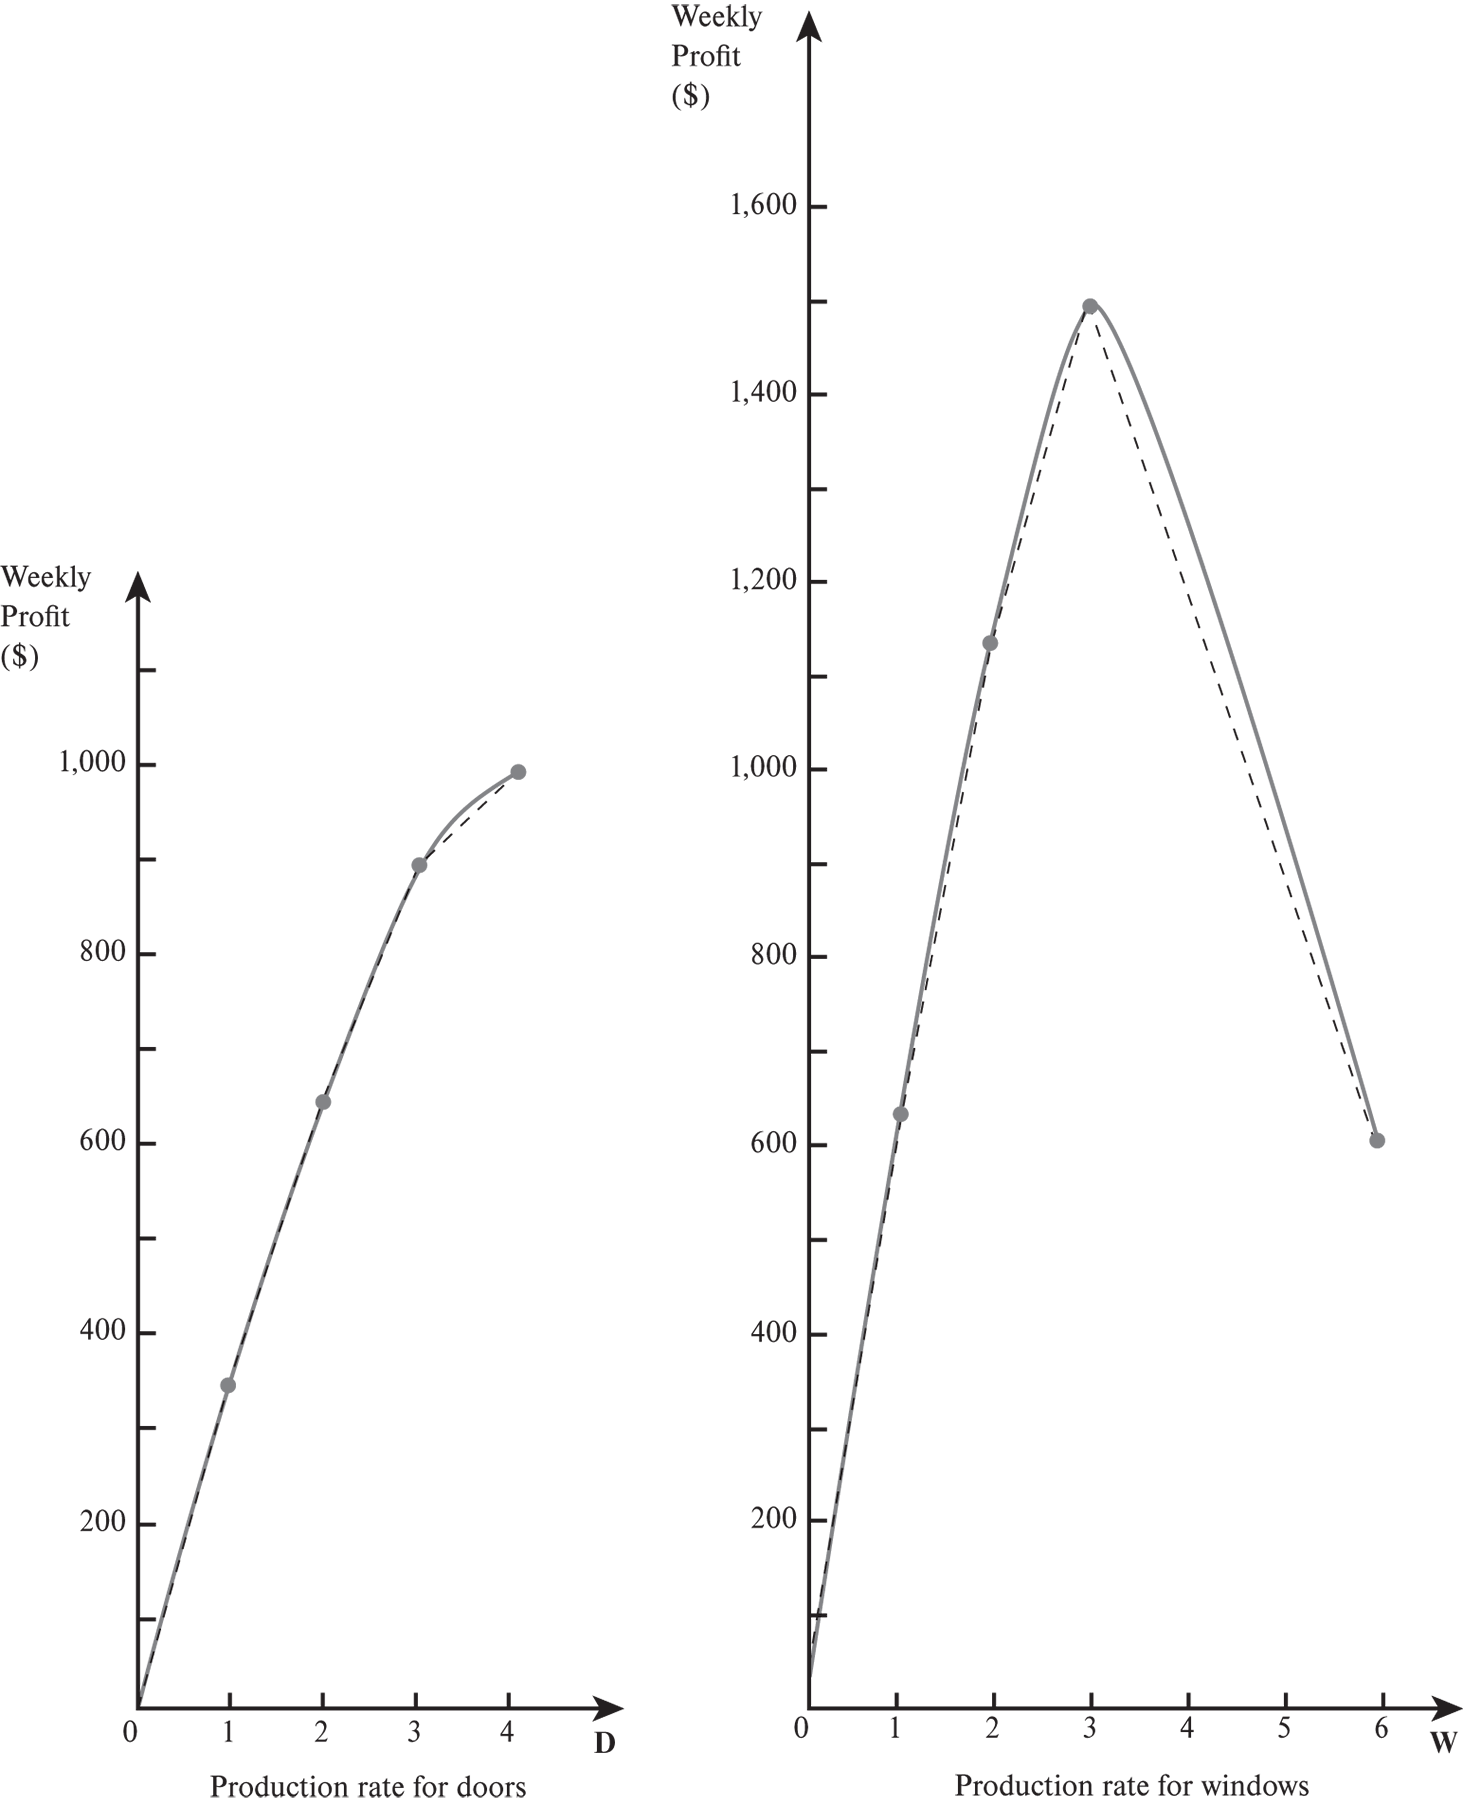 Weekly
Profit
($)
1,000
800
600
400
200
0 1 2 3 4
D
Production rate for doors
Weekly
Profit
($)
1,600
1,400
1,200
1,000
800
600
400
200
0 1 2 3 4 5 6
W
Production rate for windows